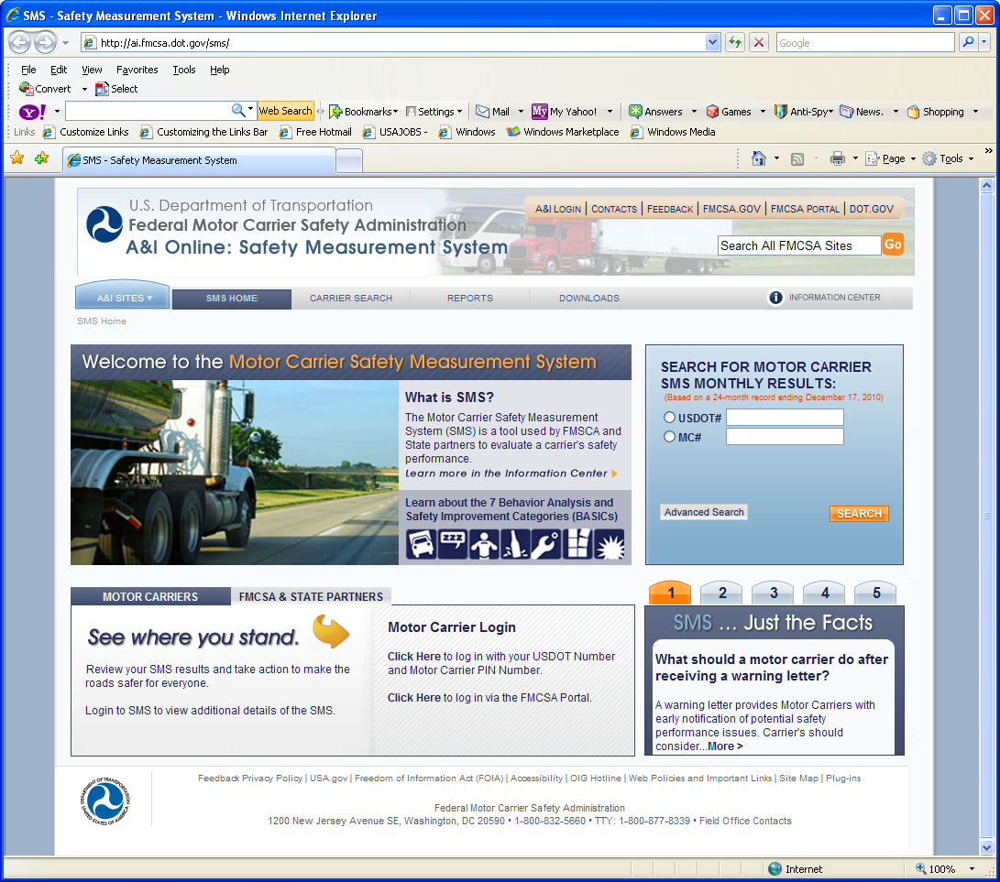 SMS - Safety Measurement System - Windows Internet Explorer
http://ai.fmcsa.dot.gov/sms/
Google
File Edit View Favorites Tools Help
Convert Select
Y! Web Search Bookmarks Settings Mail My My Yahoo! Answers Games Anti-Spy News. Shopping
Links Customize Links Customizing the Links Bar Free Hotmail USAJOBS - Windows Windows Marketplace Windows Media
SMS - Safety Measurement System
Page Tools
U.S. Department of Transportation
Federal Motor Carrier Safety Administration
A&I Online: Safety Measurement System
A&I LOGIN | CONTACTS | FEEDBACK | FMCSA.GOV | FMCSA PORTAL | DOT.GOV
Search All FMCSA Sites Go
A&I SITES ▼ SMS HOME CARRIER SEARCH REPORTS DOWNLOADS i INFORMATION CENTER
SMS Home
Welcome to the Motor Carrier Safety Measurement System
What is SMS?
The Motor Carrier Safety Measurement
System (SMS) is a tool used by FMSCA and
State partners to evaluate a carrier's safety
performance.
Learn more in the Information Center
Learn about the 7 Behavior Analysis and
Safety Improvement Categories (BASICs)
ZZZ
SEARCH FOR MOTOR CARRIER
SMS MONTHLY RESULTS:
(Based on a 24-month record ending December 17, 2010)
USDOT#
MC#
Advanced Search SEARCH
MOTOR CARRIERS FMCSA & STATE PARTNERS
See where you stand.
Review your SMS results and take action to make the
roads safer for everyone.
Login to SMS to view additional details of the SMS.
Motor Carrier Login
Click Here to log in with your USDOT Number
and Motor Carrier PIN Number.
Click Here to log in via the FMCSA Portal.
1 2 3 4 5
SMS ... Just the Facts
What should a motor carrier do after
receiving a warning letter?
A warning letter provides Motor Carriers with
early notification of potential safety
performance issues. Carrier's should
consider...More >
DEPARTMENT OF TRANSPORTATION
UNITED STATES OF AMERICA
Feedback Privacy Policy | USA.gov | Freedom of Information Act (FOIA) | Accessibility | OIG Hotline | Web Policies and Important Links | Site Map | Plug-ins
Federal Motor Carrier Safety Administration
1200 New Jersey Avenue SE, Washington, DC 20590 • 1-800-832-5660 • TTY: 1-800-877-8339 • Field Office Contacts
Internet 100%